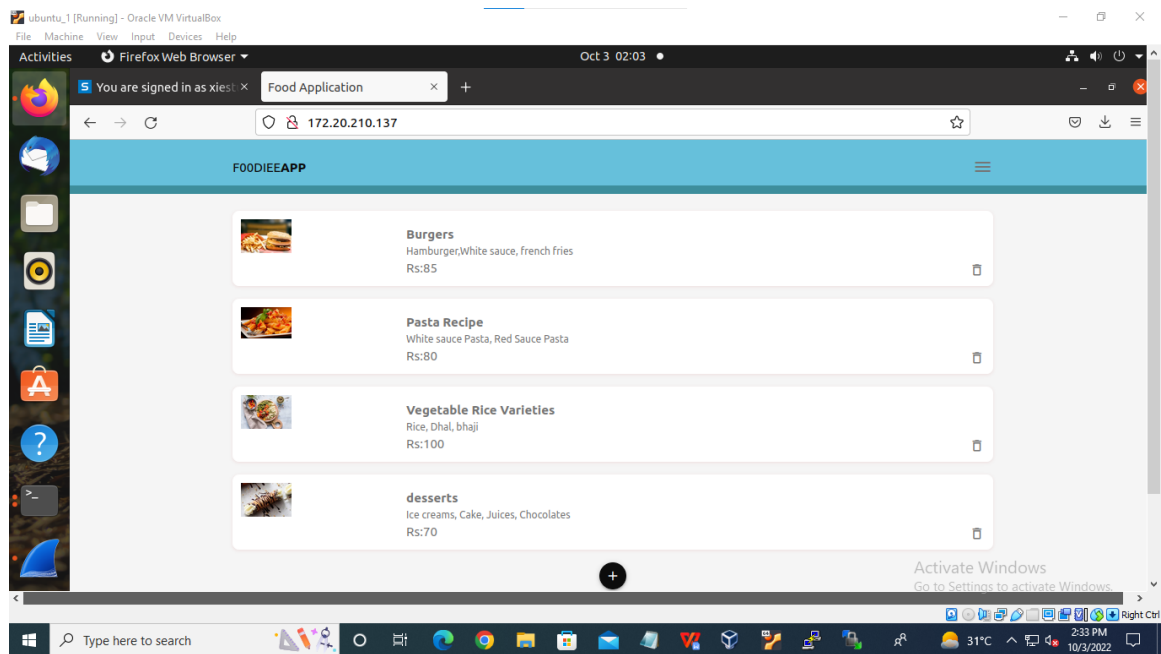 ubuntu_1 [Running] - Oracle VM VirtualBox
File Machine View Input Devices Help
Activities Firefox Web Browser Oct 3 02:03
You are signed in as xiest Food Application
172.20.210.137
F00DIEEAPP
Burgers
Hamburger,White sauce, french fries
Rs:85
Pasta Recipe
White sauce Pasta, Red Sauce Pasta
Rs:80
Vegetable Rice Varieties
Rice, Dhal, bhaji
Rs:100
desserts
Ice creams, Cake, Juices, Chocolates
Rs:70
Activate Windows
Go to Settings to activate Windows.
Right Ctrl
Type here to search
31°C
2:33 PM
10/3/2022